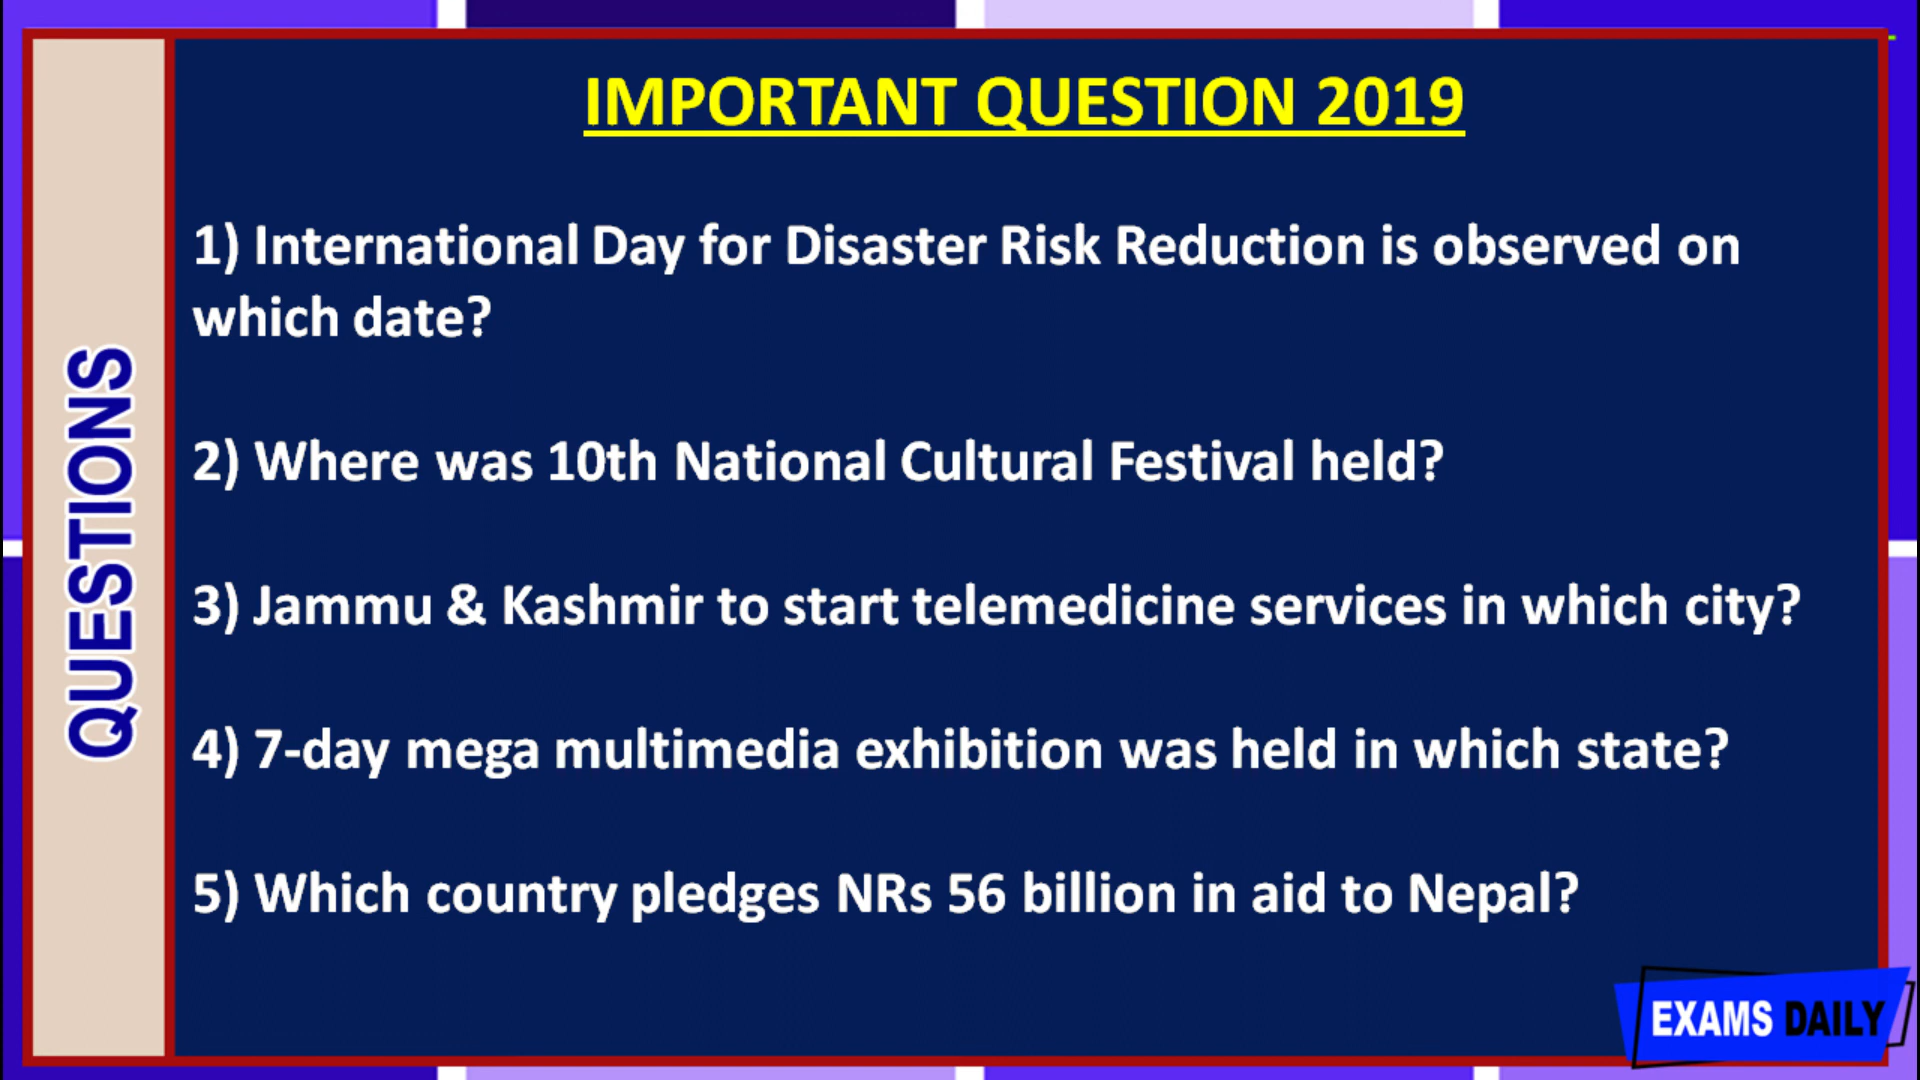 IMPORTANT QUESTION 2019
QUESTIONS
1) International Day for Disaster Risk Reduction is observed on
which date?
2) Where was 10th National Cultural Festival held?
3) Jammu & Kashmir to start telemedicine services in which city?
4) 7-day mega multimedia exhibition was held in which state?
5) Which country pledges NRs 56 billion in aid to Nepal?
EXAMS DAILY